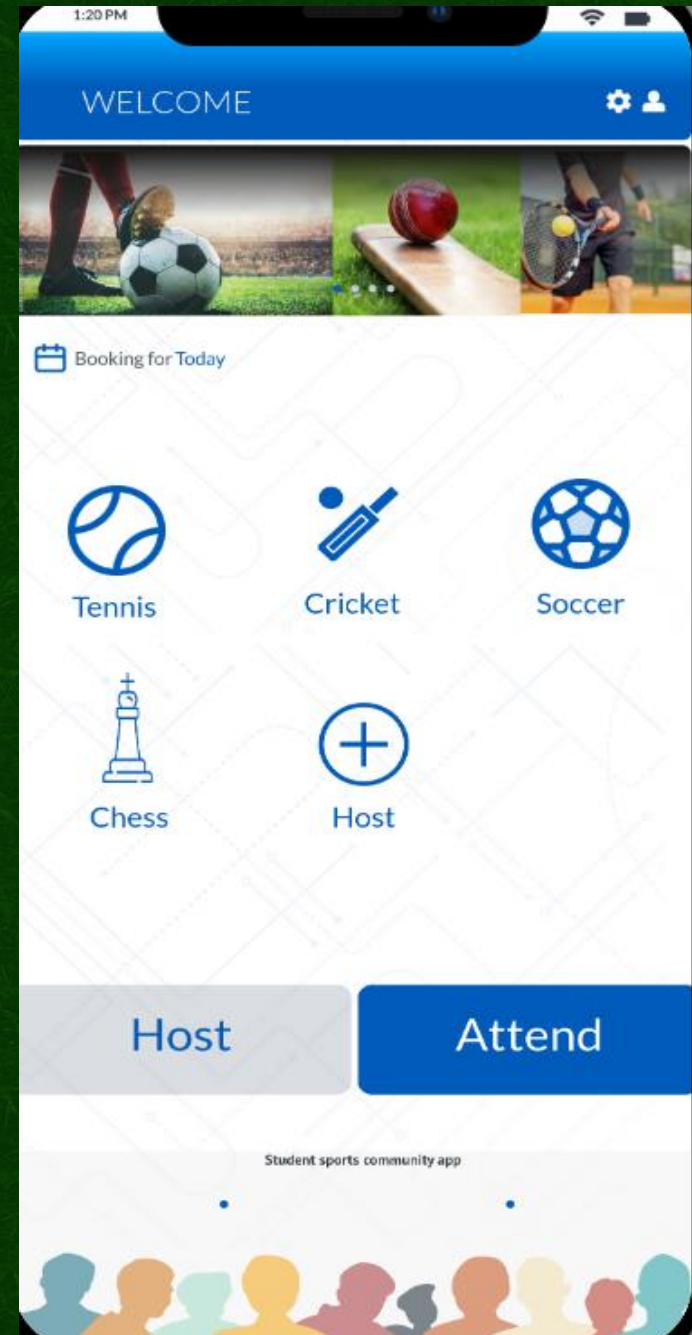 1:20 PM
WELCOME
Booking for Today
Tennis
Cricket
Soccer
Chess
Host
Host
Attend
Student sports community app